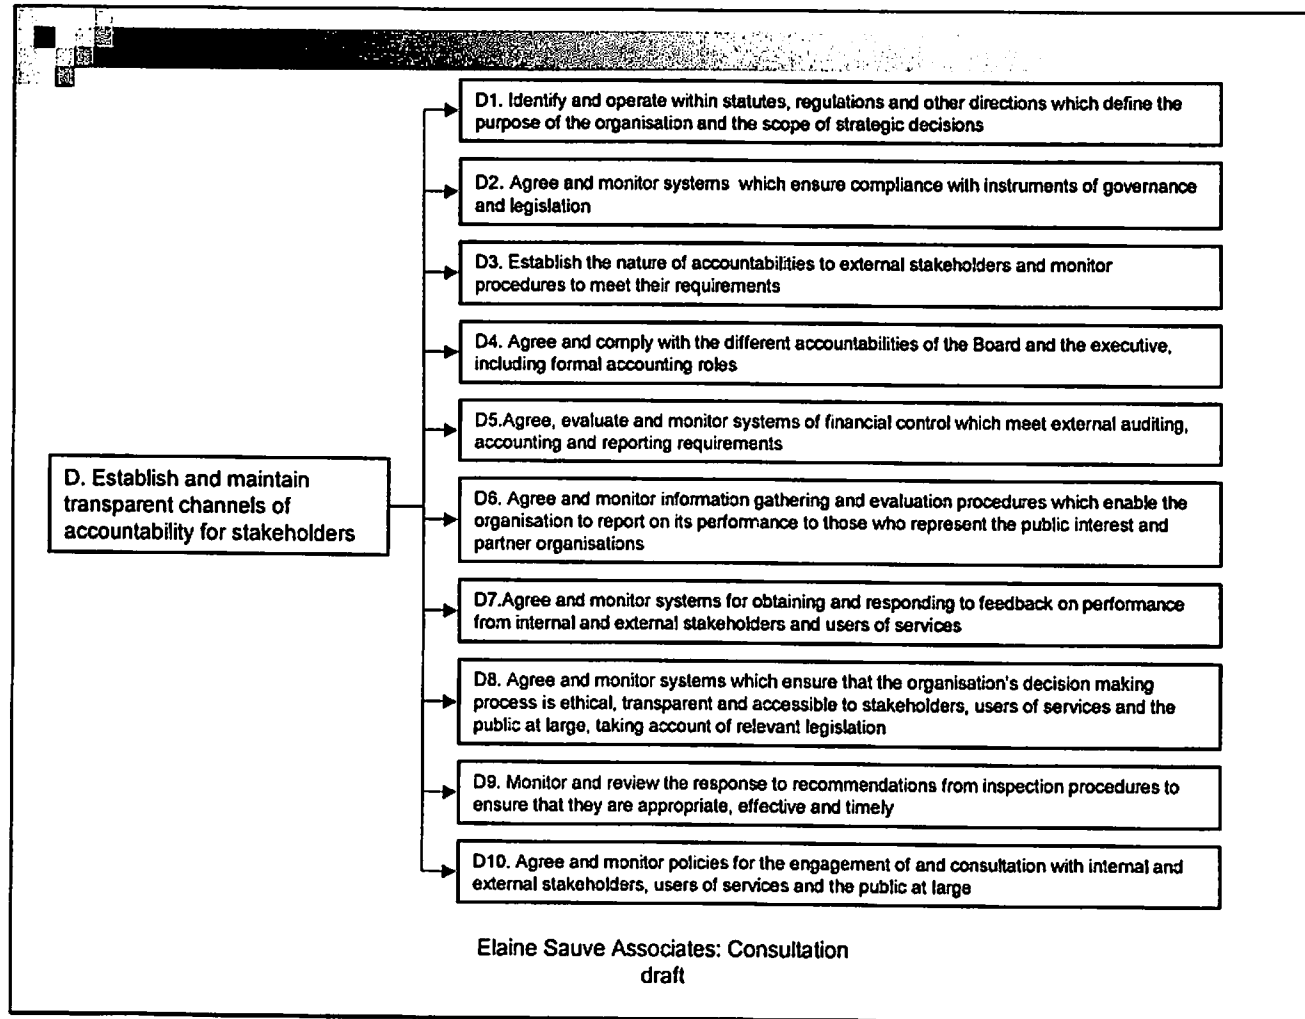 D1. Identify and operate within statutes, regulations and other directions which define the
purpose of the organisation and the scope of strategic decisions
D2. Agree and monitor systems which ensure compliance with instruments of governance
and legislation
D3. Establish the nature of accountabilities to external stakeholders and monitor
procedures to meet their requirements
D4. Agree and comply with the different accountabilities of the Board and the executive,
including formal accounting roles
D5.Agree, evaluate and monitor systems of financial control which meet external auditing,
accounting and reporting requirements
D. Establish and maintain
transparent channels of
accountability for stakeholders
D6. Agree and monitor information gathering and evaluation procedures which enable the
organisation to report on its performance to those who represent the public interest and
partner organisations
D7.Agree and monitor systems for obtaining and responding to feedback on performance
from internal and external stakeholders and users of services
D8. Agree and monitor systems which ensure that the organisation's decision making
process is ethical, transparent and accessible to stakeholders, users of services and the
public at large, taking account of relevant legislation
D9. Monitor and review the response to recommendations from inspection procedures to
ensure that they are appropriate, effective and timely
D10. Agree and monitor policies for the engagement of and consultation with internal and
external stakeholders, users of services and the public at large
Elaine Sauve Associates: Consultation
draft